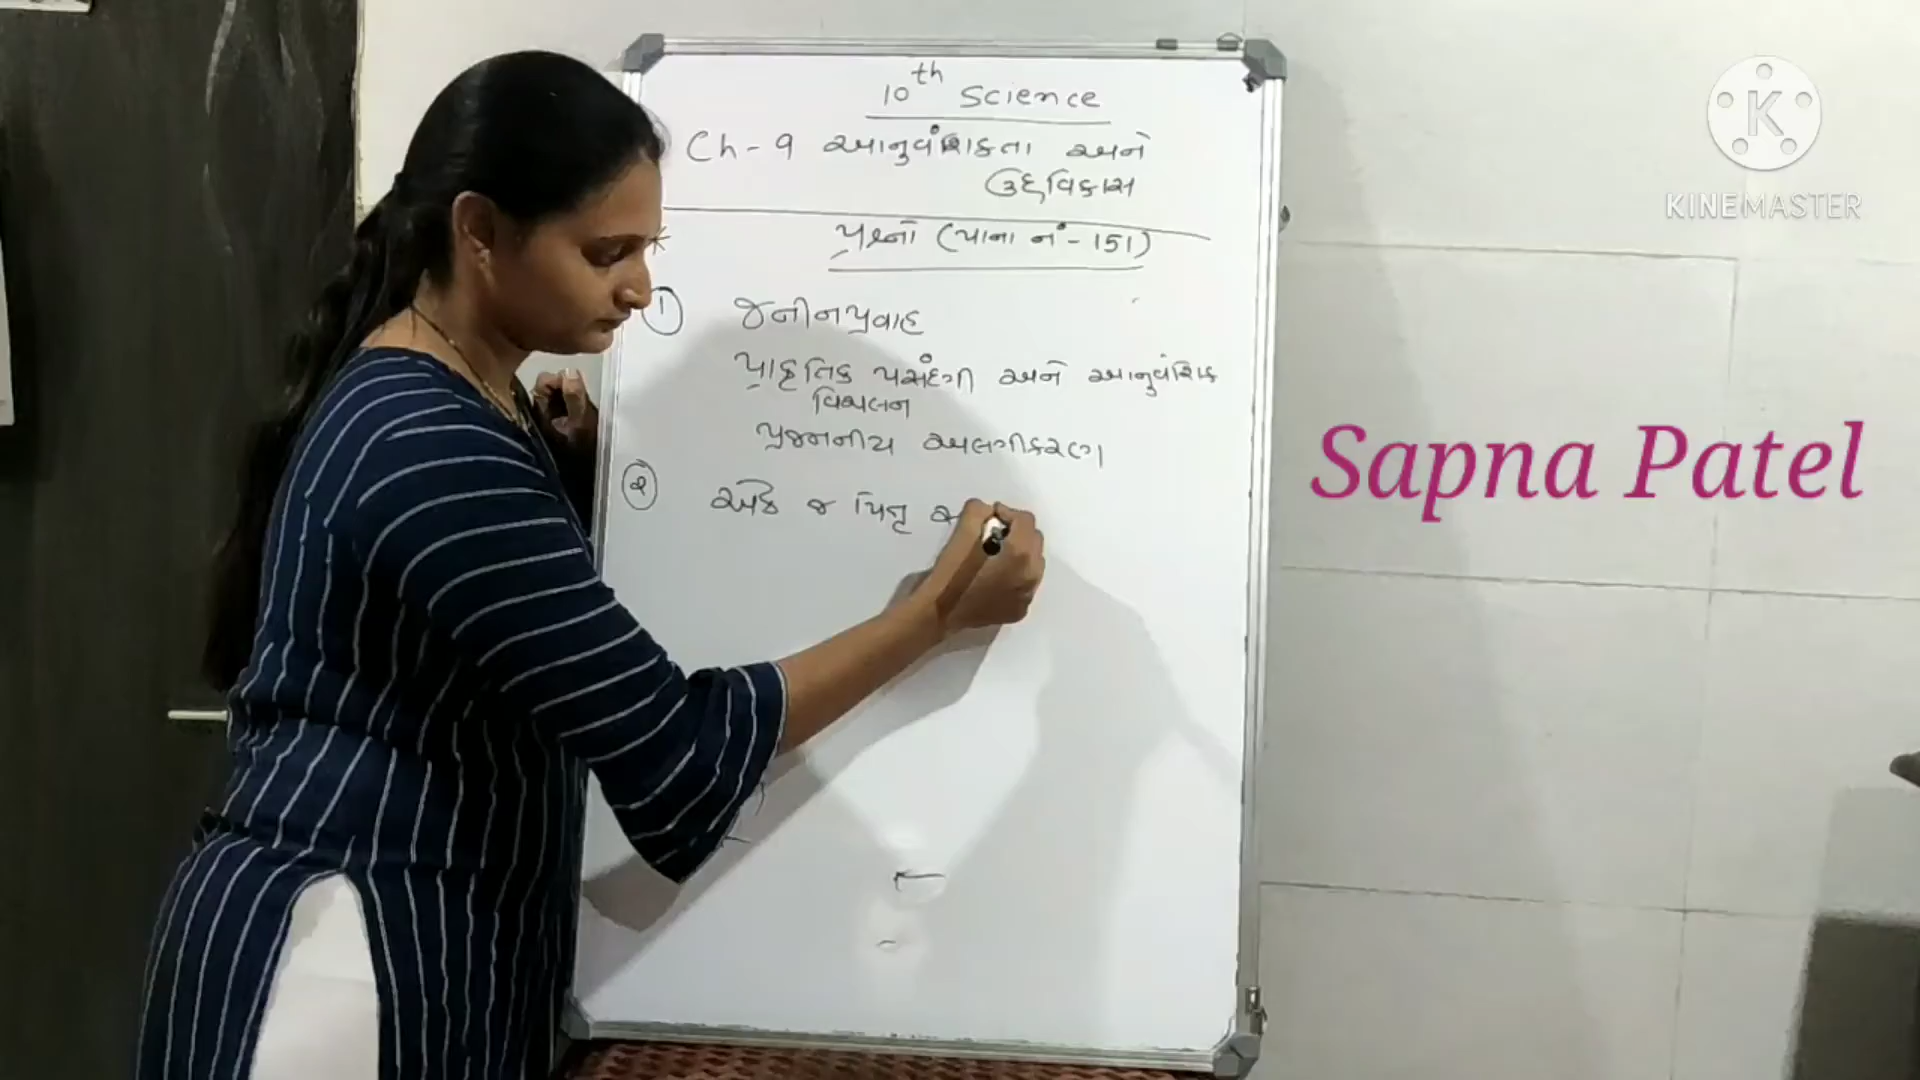 10th Science
Ch-9 આનુવંશિકતા અને
ઉદ્દવિકાસ
પ્રશ્નો (પાના નં - 151)
① જનીનપ્રવાહ
પ્રાકૃતિક પસંદગી અને આનુવંશિક
વિચલન
પ્રજનનીય અલગીકરણ
② એક જ પિતૃ
K
KINEMASTER
Sapna Patel